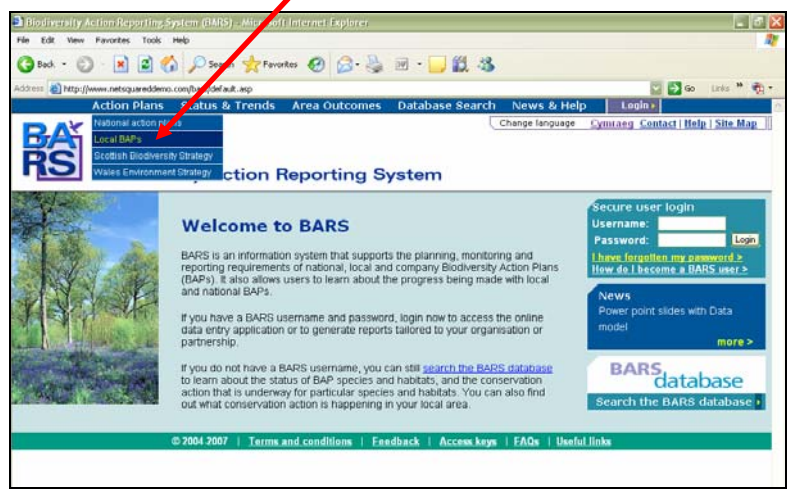 Biodiversity Action Reporting System (BARS) - Microsoft Internet Explorer
File Edit View Favorites Tools Help
Back Search Favorites
Address http://www.netsquareddemo.com/bars/default.asp Go Links
Action Plans Status & Trends Area Outcomes Database Search News & Help Login
National action plans
Local BAPs
Scottish Biodiversity Strategy
Wales Environment Strategy
Change language Cymraeg Contact | Help | Site Map
BARS
ction Reporting System
Welcome to BARS
BARS is an information system that supports the planning, monitoring and
reporting requirements of national, local and company Biodiversity Action Plans
(BAPs). It also allows users to learn about the progress being made with local
and national BAPs.
If you have a BARS username and password, login now to access the online
data entry application or to generate reports tailored to your organisation or
partnership.
If you do not have a BARS username, you can still search the BARS database
to learn about the status of BAP species and habitats, and the conservation
action that is underway for particular species and habitats. You can also find
out what conservation action is happening in your local area.
Secure user login
Username:
Password: Login
I have forgotten my password >
How do I become a BARS user >
News
Power point slides with Data
model
more >
BARS
database
Search the BARS database
© 2004-2007 | Terms and conditions | Feedback | Access keys | FAQs | Useful links